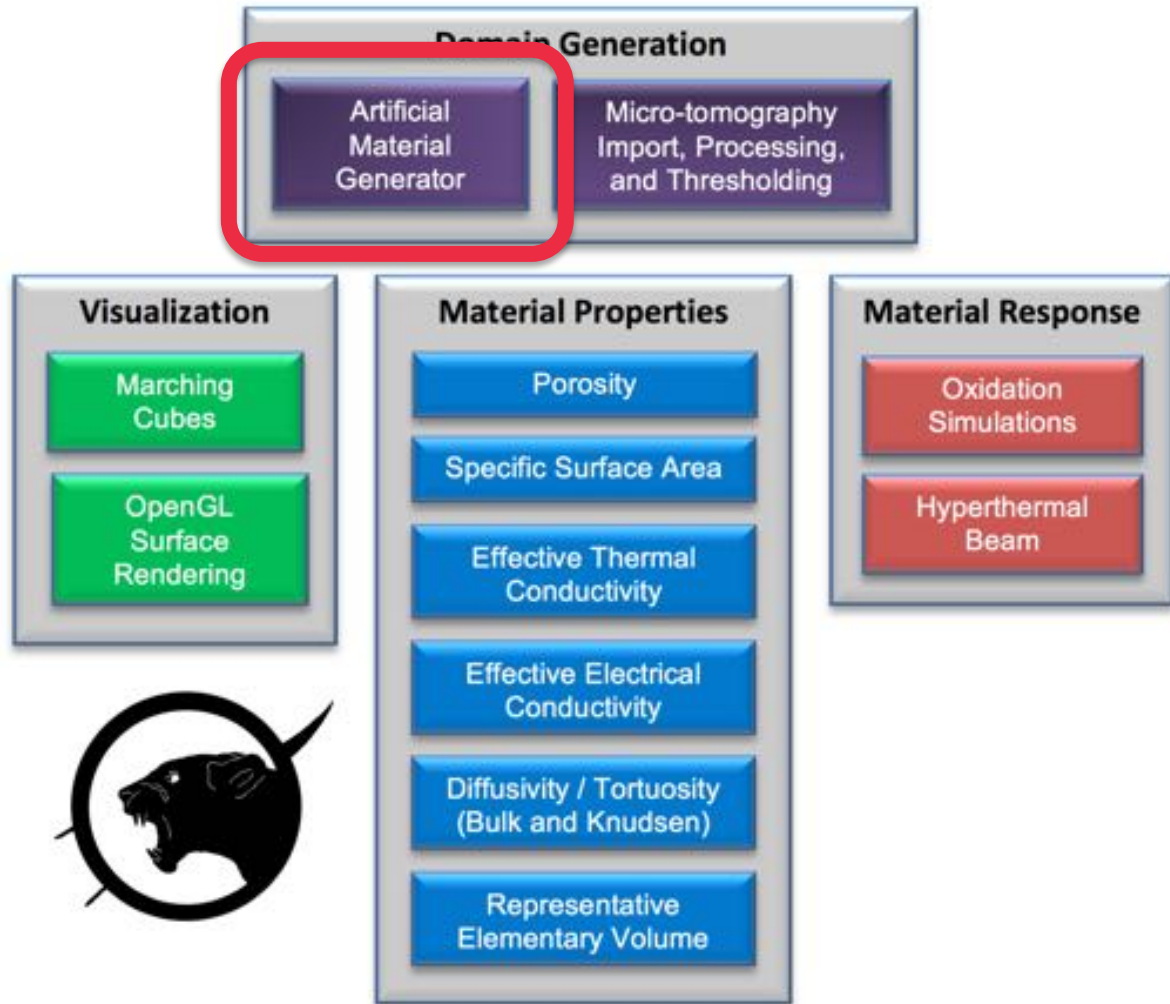 Domain Generation
Artificial
Material
Generator
Micro-tomography
Import, Processing,
and Thresholding
Visualization
Marching
Cubes
OpenGL
Surface
Rendering
Material Properties
Porosity
Specific Surface Area
Effective Thermal
Conductivity
Effective Electrical
Conductivity
Diffusivity / Tortuosity
(Bulk and Knudsen)
Representative
Elementary Volume
Material Response
Oxidation
Simulations
Hyperthermal
Beam